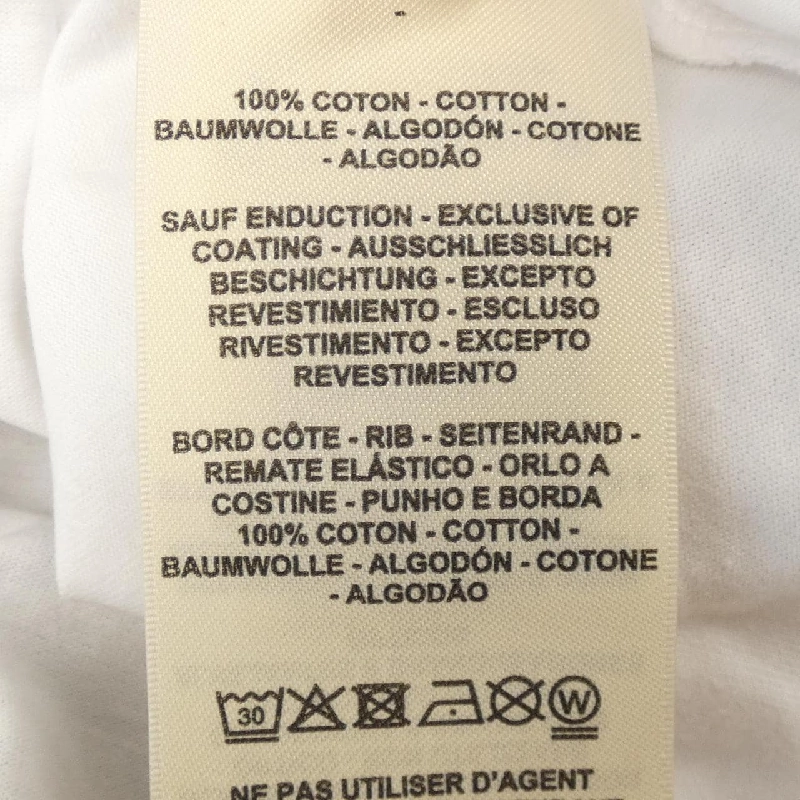 100% COTON - COTTON -
BAUMWOLLE - ALGODÓN - COTONE
- ALGODÃO
SAUF ENDUCTION - EXCLUSIVE OF
COATING - AUSSCHLIESSLICH
BESCHICHTUNG - EXCEPTO
REVESTIMIENTO - ESCLUSO
RIVESTIMENTO - EXCEPTO
REVESTIMENTO
BORD CÔTE - RIB - SEITENRAND -
REMATE ELÁSTICO - ORLO A
COSTINE - PUNHO E BORDA
100% COTON - COTTON -
BAUMWOLLE - ALGODÓN - COTONE
- ALGODÃO
30 W
NE PAS UTILISER D'AGENT